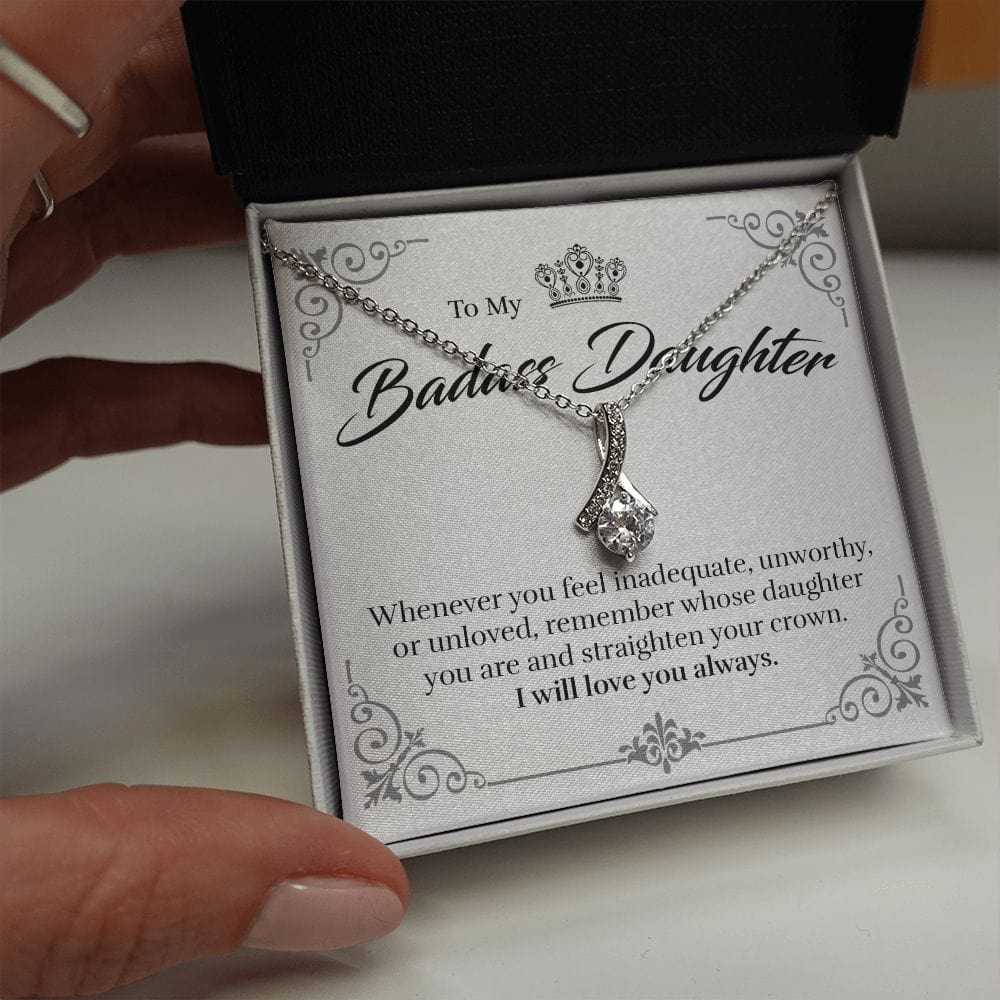 To My
Badass Daughter
Whenever you feel inadequate, unworthy,
or unloved, remember whose daughter
you are and straighten your crown.
I will love you always.